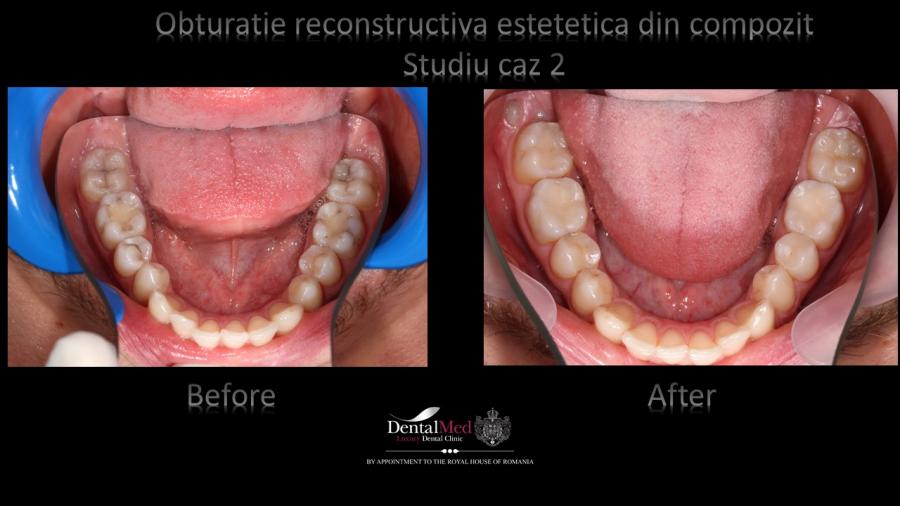 Obturatie reconstructiva estetetica din compozit
Studiu caz 2
Before
After
DentalMed
Luxury Dental Clinic
BY APPOINTMENT TO THE ROYAL HOUSE OF ROMANIA